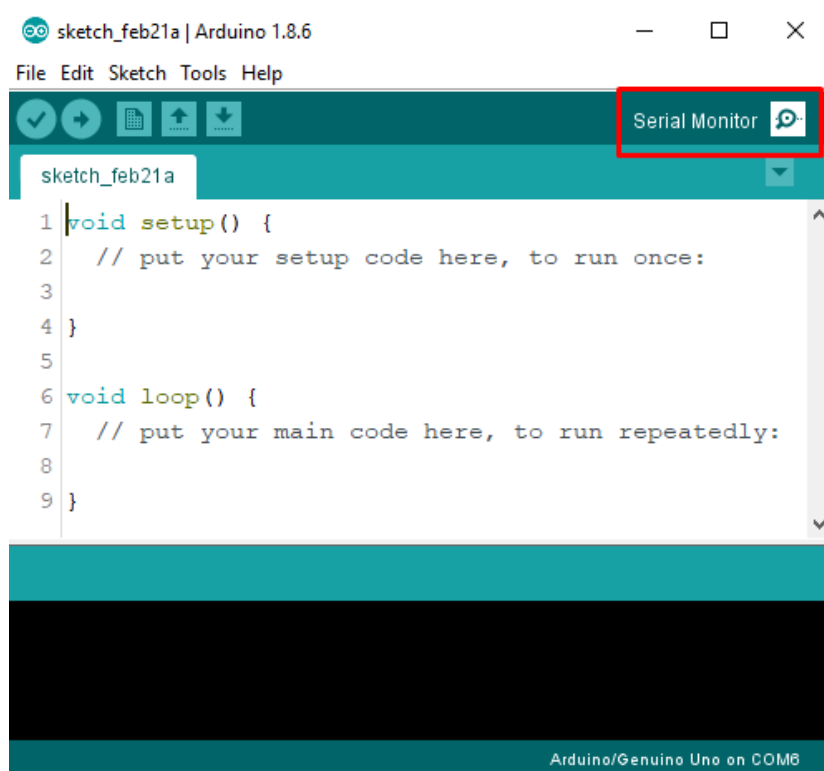 sketch_feb21a | Arduino 1.8.6
File Edit Sketch Tools Help
Serial Monitor
sketch_feb21a
1 void setup() {
2   // put your setup code here, to run once:
3
4 }
5
6 void loop() {
7   // put your main code here, to run repeatedly:
8
9 }
Arduino/Genuino Uno on COM6